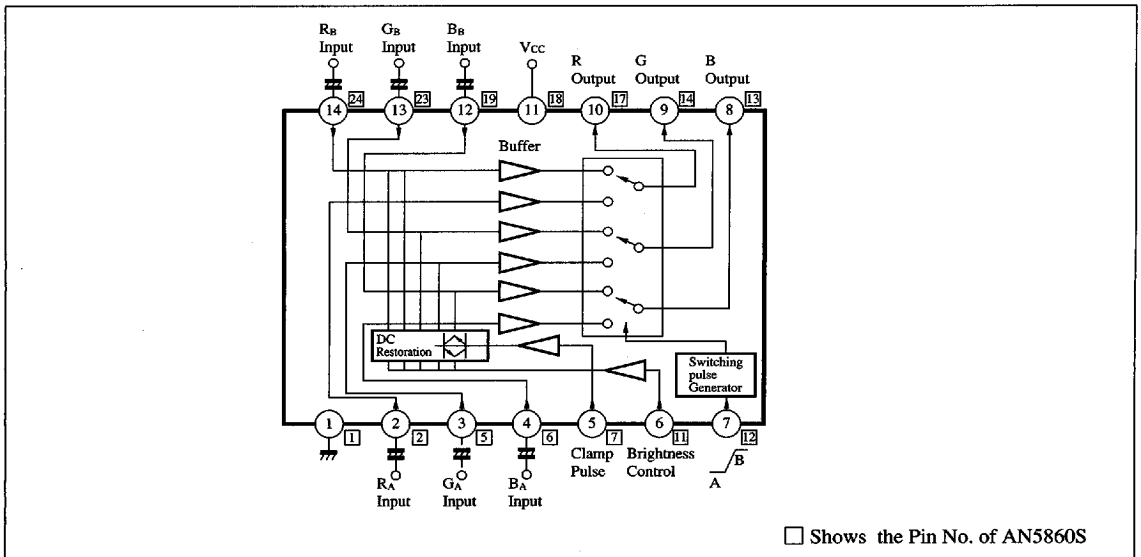 RB GB BB
Input Input Input VCC R G B
Output Output Output
14 24 13 23 12 19 11 18 10 17 9 14 8 13
Buffer
DC
Restoration
Switching
pulse
Generator
1 1 2 2 3 5 4 6 5 7 6 11 7 12
Clamp Brightness
Pulse Control
A B
RA GA BA
Input Input Input
Shows the Pin No. of AN5860S